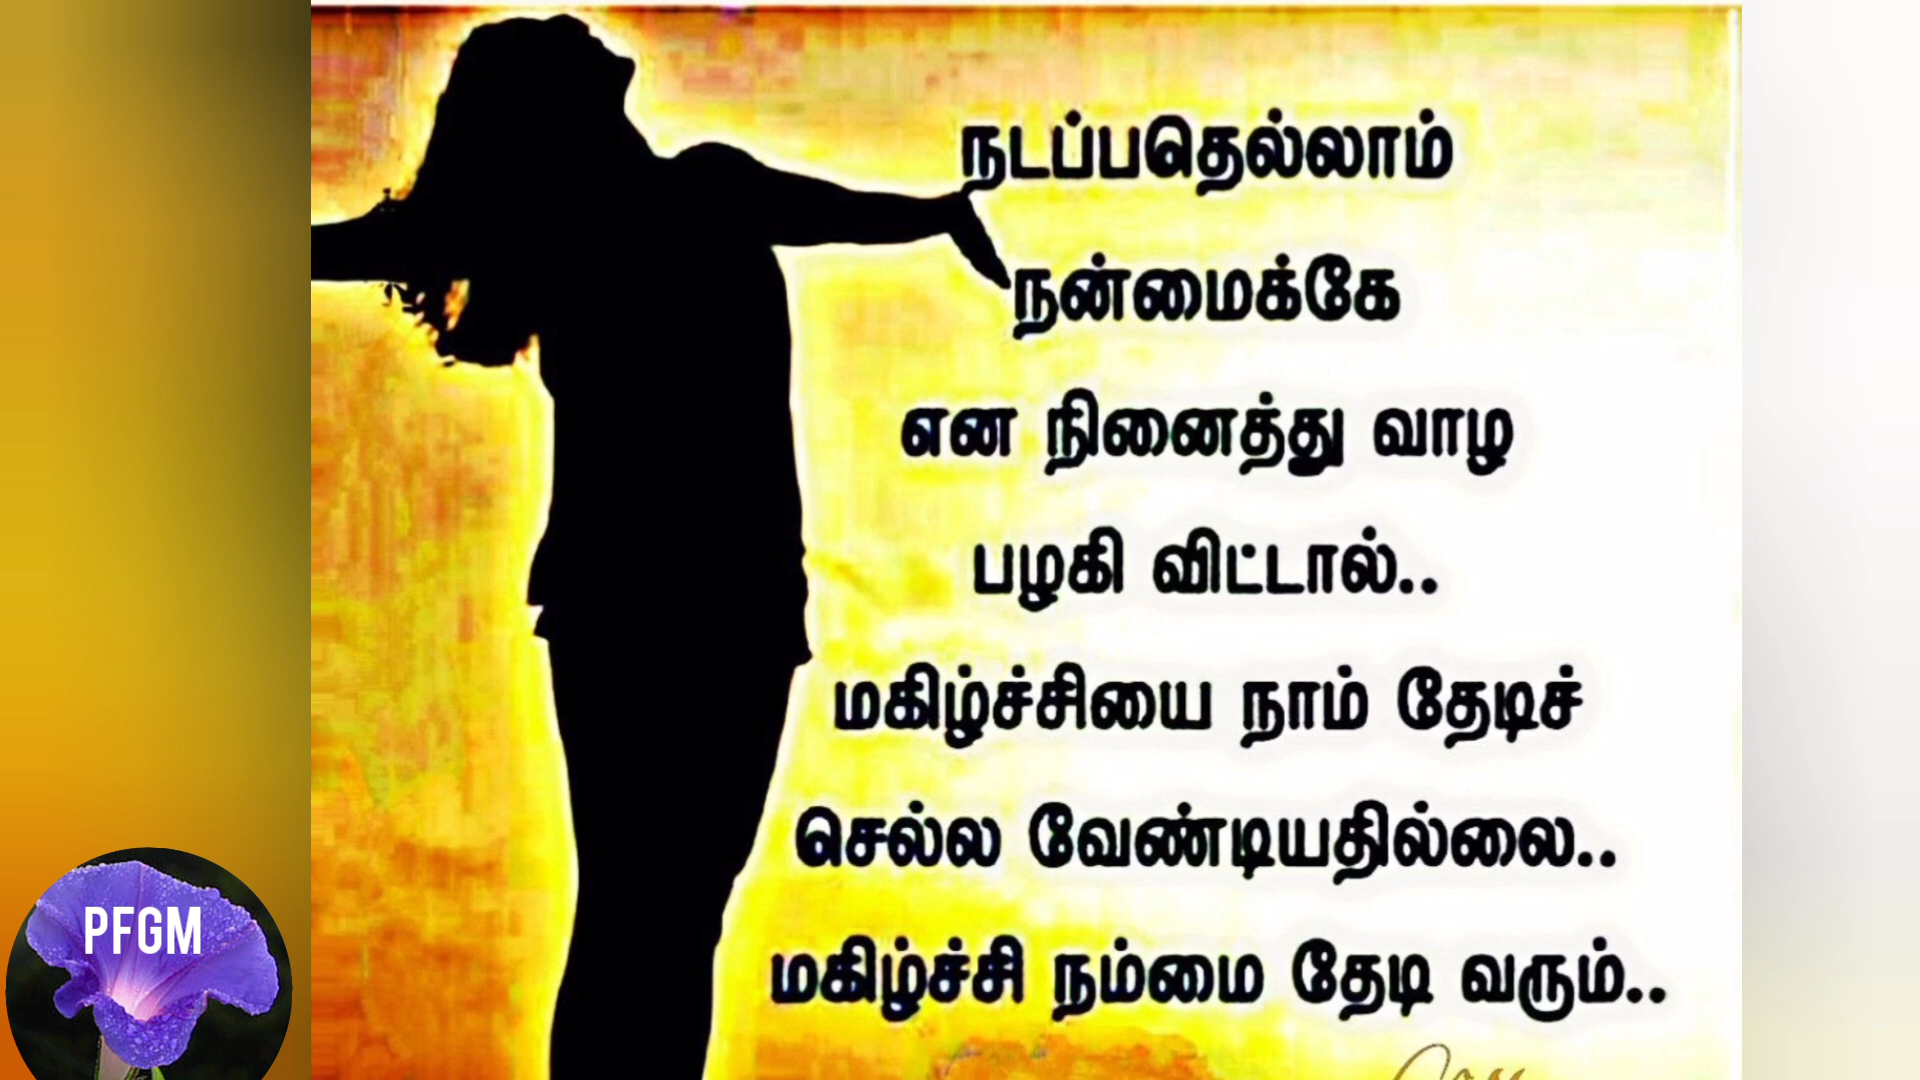 நடப்பதெல்லாம்
நன்மைக்கே
என நினைத்து வாழ
பழகி விட்டால்..
மகிழ்ச்சியை நாம் தேடிச்
செல்ல வேண்டியதில்லை..
மகிழ்ச்சி நம்மை தேடி வரும்..
PFGM